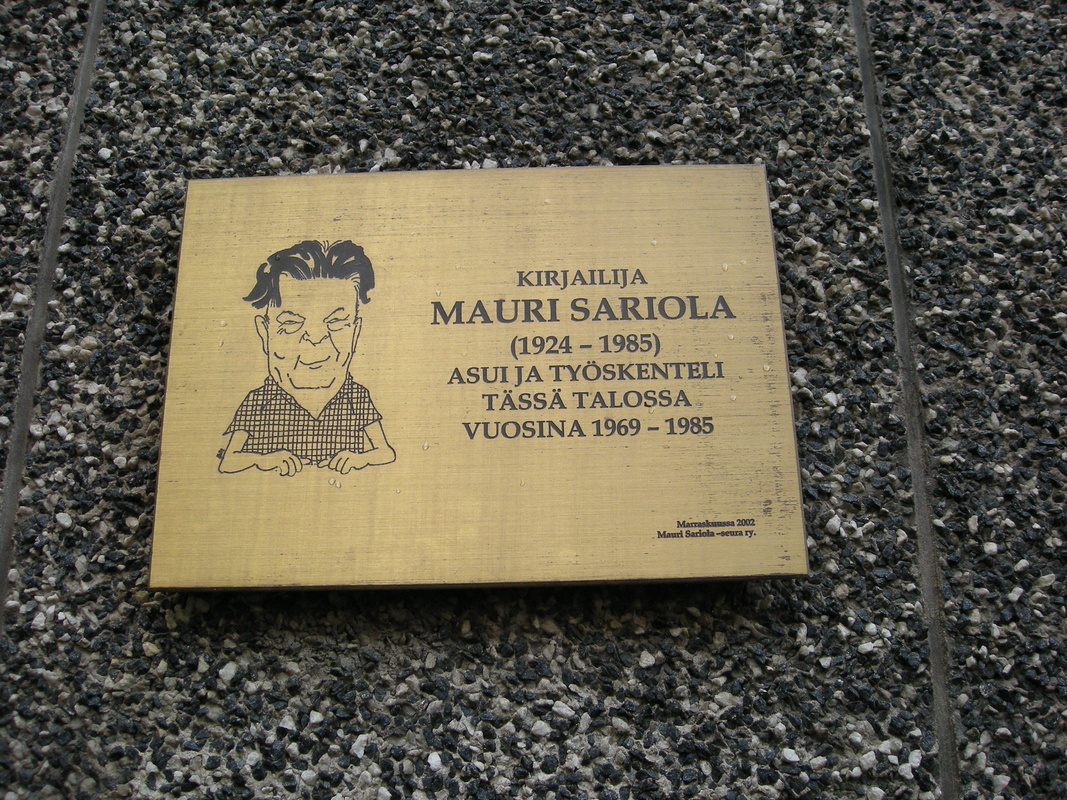 KIRJAILIJA
MAURI SARIOLA
(1924 – 1985)
ASUI JA TYÖSKENTELI
TÄSSÄ TALOSSA
VUOSINA 1969 – 1985
Marraskuussa 2002
Mauri Sariola –seura ry.